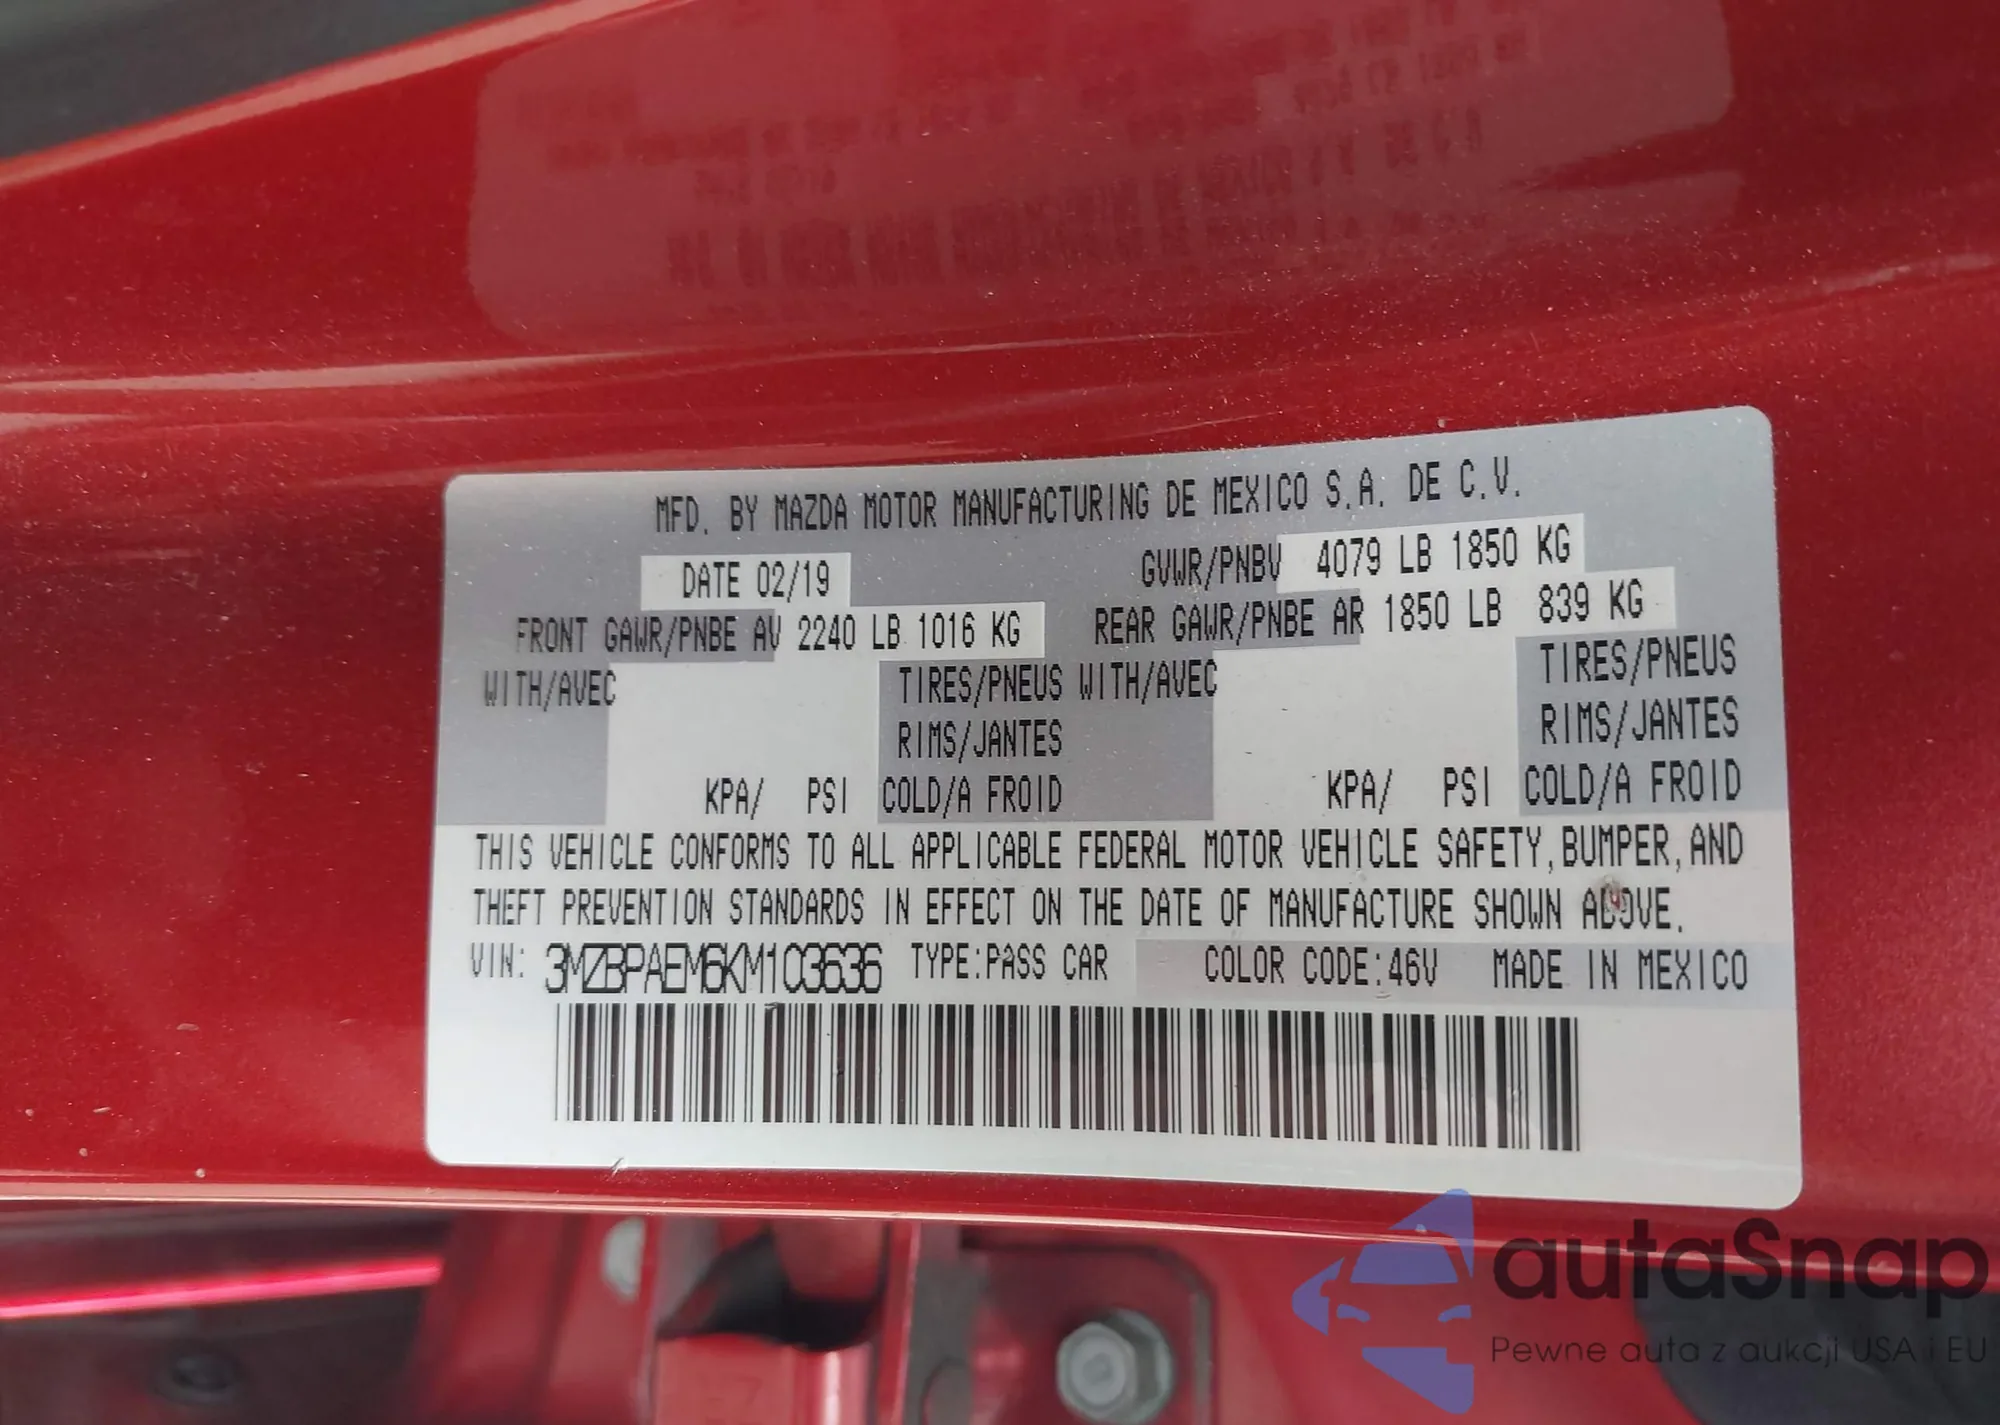 MFD. BY MAZDA MOTOR MANUFACTURING DE MEXICO S.A. DE C.V.
DATE 02/19 GVWR/PNBV 4079 LB 1850 KG
FRONT GAWR/PNBE AV 2240 LB 1016 KG REAR GAWR/PNBE AR 1850 LB 839 KG
WITH/AVEC TIRES/PNEUS WITH/AVEC TIRES/PNEUS
RIMS/JANTES RIMS/JANTES
KPA/ PSI COLD/A FROID KPA/ PSI COLD/A FROID
THIS VEHICLE CONFORMS TO ALL APPLICABLE FEDERAL MOTOR VEHICLE SAFETY, BUMPER, AND
THEFT PREVENTION STANDARDS IN EFFECT ON THE DATE OF MANUFACTURE SHOWN ABOVE.
VIN: 3MZBPAEM6KM103636 TYPE:PASS CAR COLOR CODE:46V MADE IN MEXICO
autaSnap
Pewne auta z aukcji USA i EU